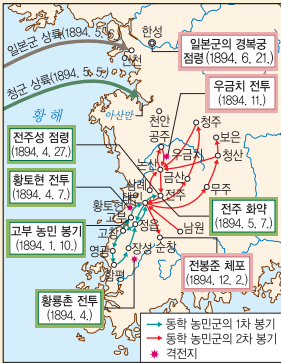 일본군 상륙(1894. 5.
한성
인천
일본군의 경복궁
점령 (1894. 6. 21.)
청군 상륙(1894. 5. 5.)
황해
아산만
우금치 전투
(1894. 11.)
천안
공주
청주
보은
우금치
청산
전주성 점령
(1894. 4. 27.)
논산
금산
황토현 전투
(1894. 4. 7.)
삼례
무주
전주
황토현
전주 화약
(1894. 5. 7.)
고부 농민 봉기
(1894. 1. 10.)
고부
정읍
고창
남원
영광
장성
순창
전봉준 체포
(1894. 12. 2.)
함평
황룡촌 전투
(1894. 4.)
동학 농민군의 1차 봉기
동학 농민군의 2차 봉기
격전지